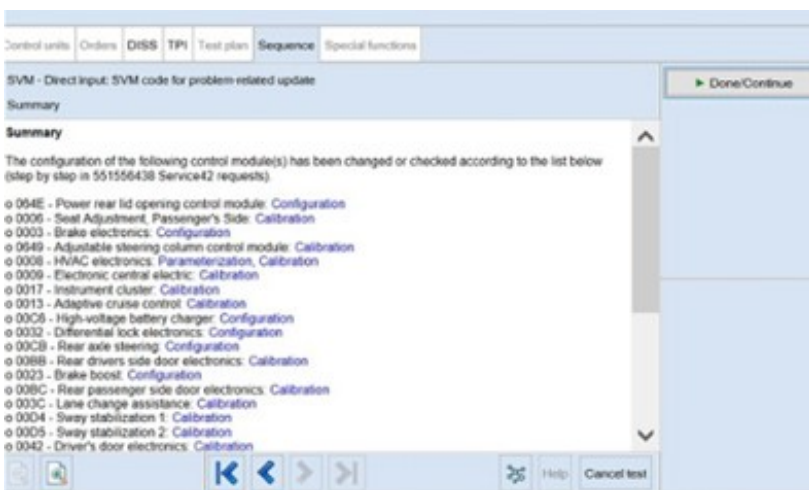 Control units Orders DISS TPI Test plan Sequence Special functions
SVM - Direct input: SVM code for problem-related update
Done/Continue
Summary
Summary
The configuration of the following control module(s) has been changed or checked according to the list below
(step by step in 551556438 Service42 requests).
o 064E - Power rear lid opening control module: Configuration
o 0006 - Seat Adjustment, Passenger's Side: Calibration
o 0003 - Brake electronics: Configuration
o 0649 - Adjustable steering column control module: Calibration
o 0008 - HVAC electronics: Parameterization, Calibration
o 0009 - Electronic central electric: Calibration
o 0017 - Instrument cluster: Calibration
o 0013 - Adaptive cruise control: Calibration
o 00C6 - High-voltage battery charger: Configuration
o 0032 - Differential lock electronics: Configuration
o 00CB - Rear axle steering: Configuration
o 00BB - Rear drivers side door electronics: Calibration
o 0023 - Brake boost: Configuration
o 00BC - Rear passenger side door electronics: Calibration
o 003C - Lane change assistance: Calibration
o 00D4 - Sway stabilization 1: Calibration
o 00D5 - Sway stabilization 2: Calibration
o 0042 - Driver's door electronics: Calibration
Help Cancel test